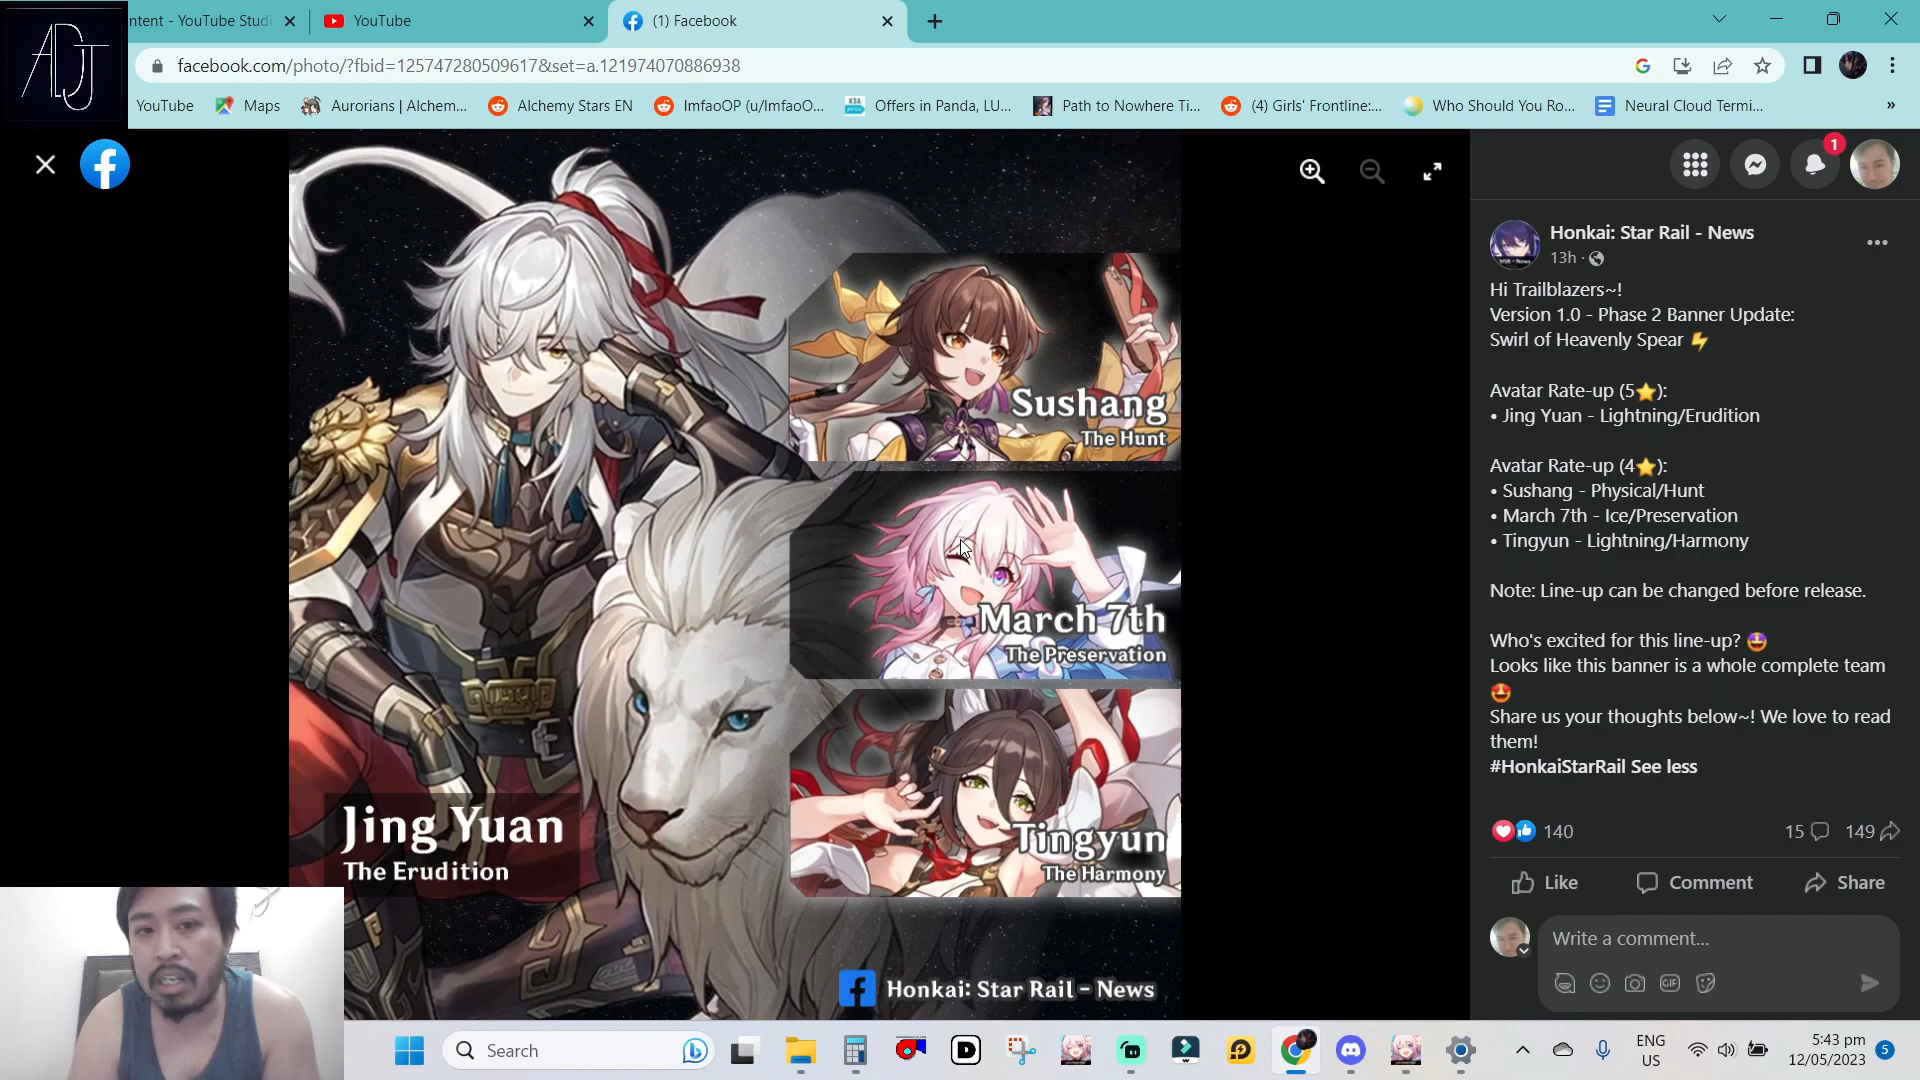 ADJ
ntent - YouTube Studi
YouTube
(1) Facebook
facebook.com/photo/?fbid=125747280509617&set=a.121974070886938
YouTube
Maps
Aurorians | Alchem...
Alchemy Stars EN
ImfaoOP (u/ImfaoO...
Offers in Panda, LU...
Path to Nowhere Ti...
(4) Girls' Frontline:...
Who Should You Ro...
Neural Cloud Termi...
»
1
Honkai: Star Rail - News
13h ·
Hi Trailblazers~!
Version 1.0 - Phase 2 Banner Update:
Swirl of Heavenly Spear ⚡
Avatar Rate-up (5⭐):
• Jing Yuan - Lightning/Erudition
Avatar Rate-up (4⭐):
• Sushang - Physical/Hunt
• March 7th - Ice/Preservation
• Tingyun - Lightning/Harmony
Note: Line-up can be changed before release.
Who's excited for this line-up? 🤩
Looks like this banner is a whole complete team
🤩
Share us your thoughts below~! We love to read
them!
#HonkaiStarRail See less
140
15
149
Like
Comment
Share
Write a comment...
GIF
Sushang
The Hunt
March 7th
The Preservation
Tingyun
The Harmony
Jing Yuan
The Erudition
Honkai: Star Rail - News
Search
ENG
US
5:43 pm
12/05/2023
5